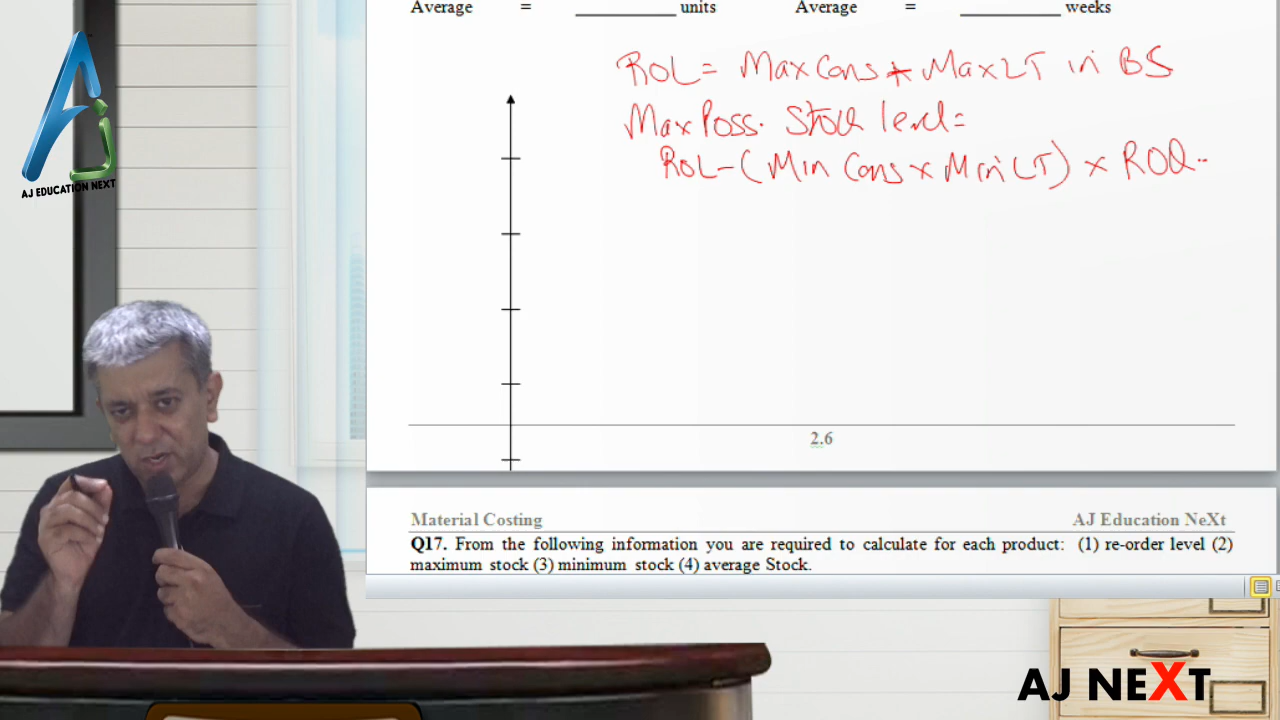 Average = __________ units Average = __________ weeks
ROL = Max Cons * Max LT in BS
Max Poss. Stock level =
ROL - (Min Cons x Min LT) x ROQ
2.6
Material Costing AJ Education NeXt
Q17. From the following information you are required to calculate for each product: (1) re-order level (2)
maximum stock (3) minimum stock (4) average Stock.
AJ EDUCATION NEXT
AJ NEXT